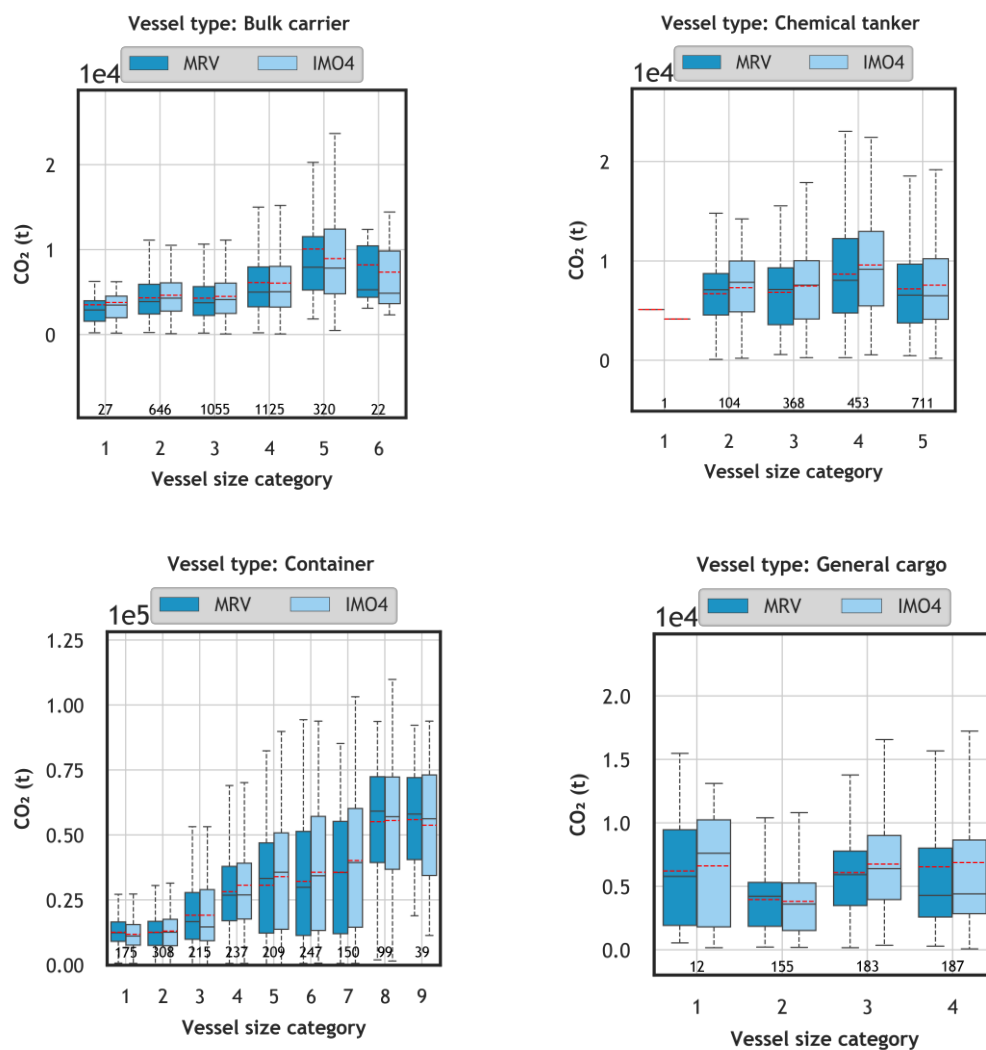 Vessel type: Bulk carrier
MRV IMO4
1e4
2
1
0
CO₂ (t)
27 646 1055 1125 320 22
1 2 3 4 5 6
Vessel size category
Vessel type: Chemical tanker
MRV IMO4
1e4
2
1
0
CO₂ (t)
1 104 368 453 711
1 2 3 4 5
Vessel size category
Vessel type: Container
MRV IMO4
1e5
1.25
1.00
0.75
0.50
0.25
0.00
CO₂ (t)
175 308 215 237 209 247 150 99 39
1 2 3 4 5 6 7 8 9
Vessel size category
Vessel type: General cargo
MRV IMO4
1e4
2.0
1.5
1.0
0.5
0.0
CO₂ (t)
12 155 183 187
1 2 3 4
Vessel size category